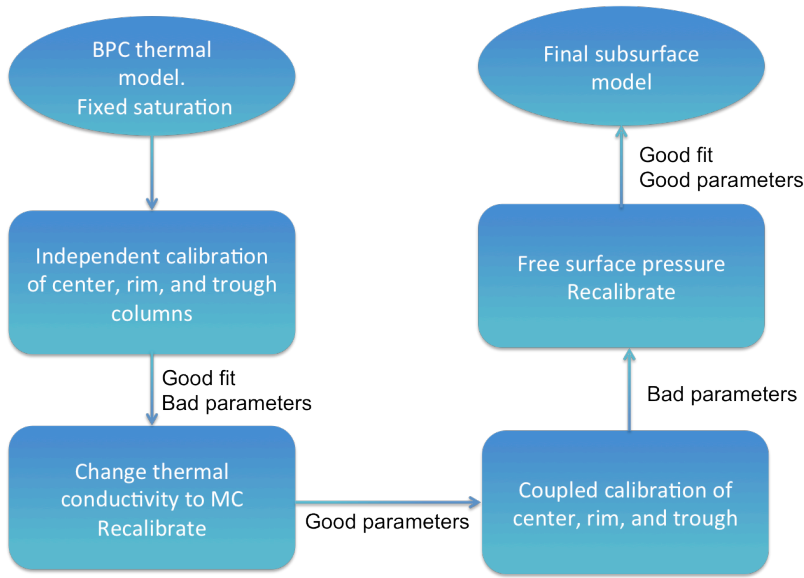 BPC thermal
model.
Fixed saturation
Independent calibration
of center, rim, and trough
columns
Good fit
Bad parameters
Change thermal
conductivity to MC
Recalibrate
Good parameters
Coupled calibration of
center, rim, and trough
Bad parameters
Free surface pressure
Recalibrate
Good fit
Good parameters
Final subsurface
model